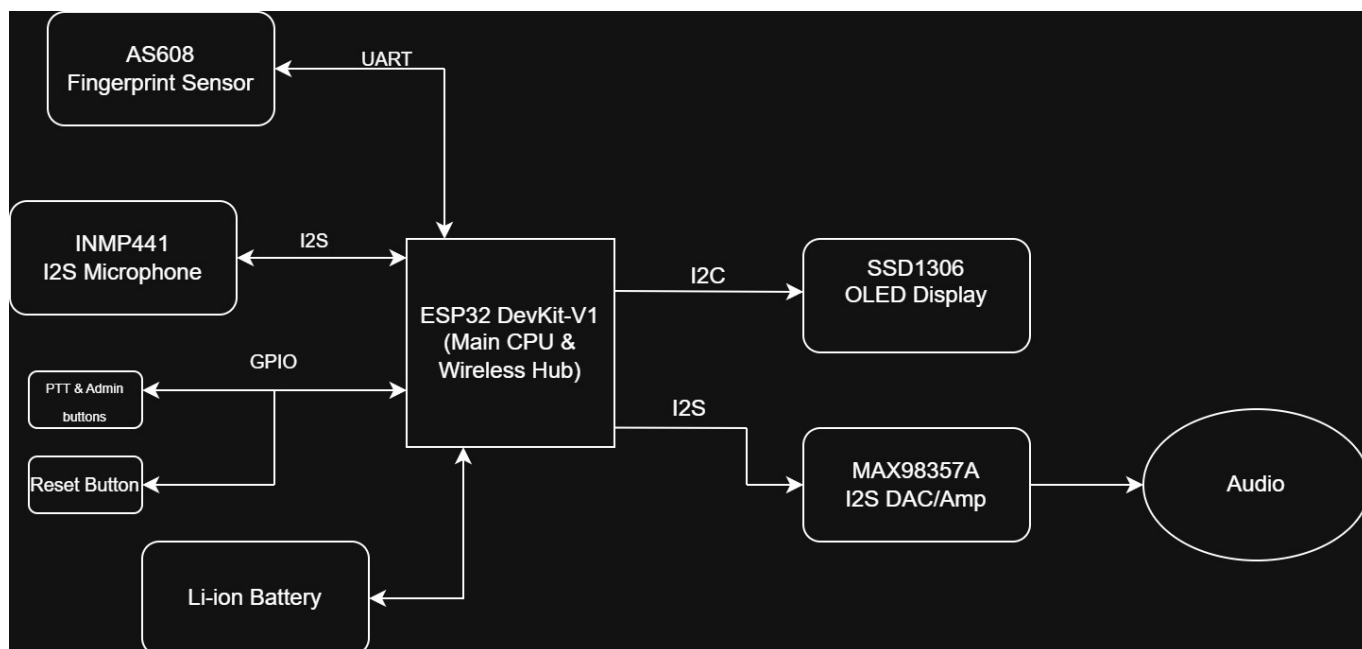 AS608
Fingerprint Sensor
UART
INMP441
I2S Microphone
I2S
ESP32 DevKit-V1
(Main CPU &
Wireless Hub)
I2C
SSD1306
OLED Display
GPIO
PTT & Admin
buttons
Reset Button
I2S
MAX98357A
I2S DAC/Amp
Audio
Li-ion Battery